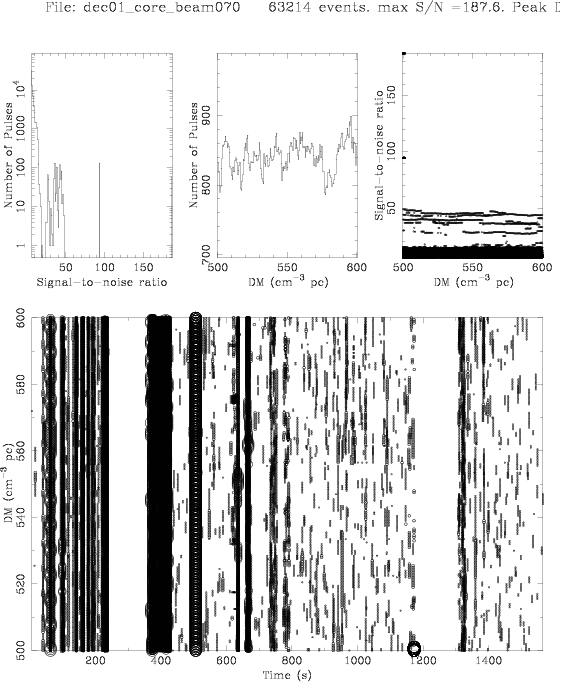 File: dec01_core_beam070 63214 events. max S/N =187.6. Peak D
Number of Pulses
10⁴
1000
100
10
1
50 100 150
Signal-to-noise ratio
Number of Pulses
900
800
700
500 550 600
DM (cm⁻³ pc)
Signal-to-noise ratio
150
100
50
500 550 600
DM (cm⁻³ pc)
DM (cm⁻³ pc)
600
580
560
540
520
500
200 400 600 800 1000 1200 1400
Time (s)